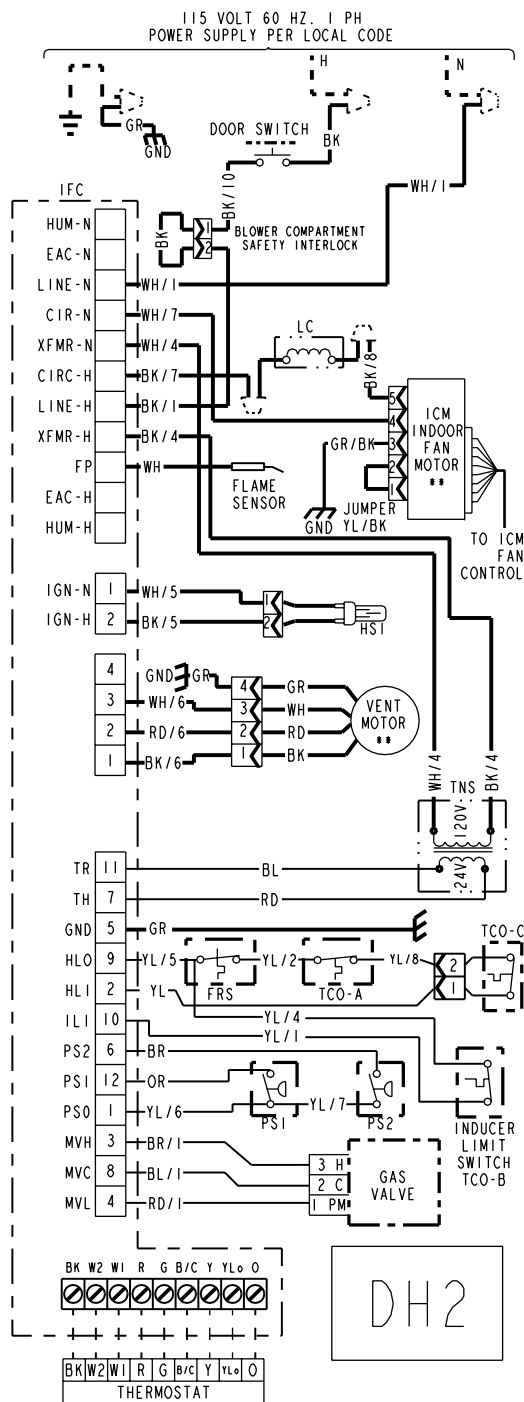 115 VOLT 60 HZ. 1 PH
POWER SUPPLY PER LOCAL CODE
H
N
GR
GND
DOOR SWITCH
BK
BK/10
WH/1
IFC
BK
1
2
BLOWER COMPARTMENT
SAFETY INTERLOCK
HUM-N
EAC-N
LINE-N
WH/1
CIR-N
WH/7
XFMR-N
WH/4
CIRC-H
BK/7
LINE-H
BK/1
XFMR-H
BK/4
FP
WH
EAC-H
HUM-H
LC
BK/8
5
4
3
2
1
ICM
INDOOR
FAN
MOTOR
**
GR/BK
FLAME
SENSOR
GND
JUMPER
YL/BK
TO ICM
FAN
CONTROL
IGN-N
1
WH/5
1
IGN-H
2
BK/5
2
HSI
4
GND
GR
4
GR
3
WH/6
3
WH
2
RD/6
2
RD
1
BK/6
1
BK
VENT
MOTOR
**
WH/4
BK/4
TNS
120V
24V
TR
11
BL
TH
7
RD
GND
5
GR
HLO
9
YL/5
FRS
YL/2
TCO-A
YL/8
2
1
TCO-C
HLI
2
YL
ILI
10
YL/4
YL/1
PS2
6
BR
PS1
12
OR
PSO
1
YL/6
PS1
YL/7
PS2
INDUCER
LIMIT
SWITCH
TCO-B
MVH
3
BR/1
3 H
MVC
8
BL/1
2 C
MVL
4
RD/1
1 PM
GAS
VALVE
BK W2 W1 R G B/C Y YLo O
DH2
BK W2 W1 R G B/C Y YLo O
THERMOSTAT